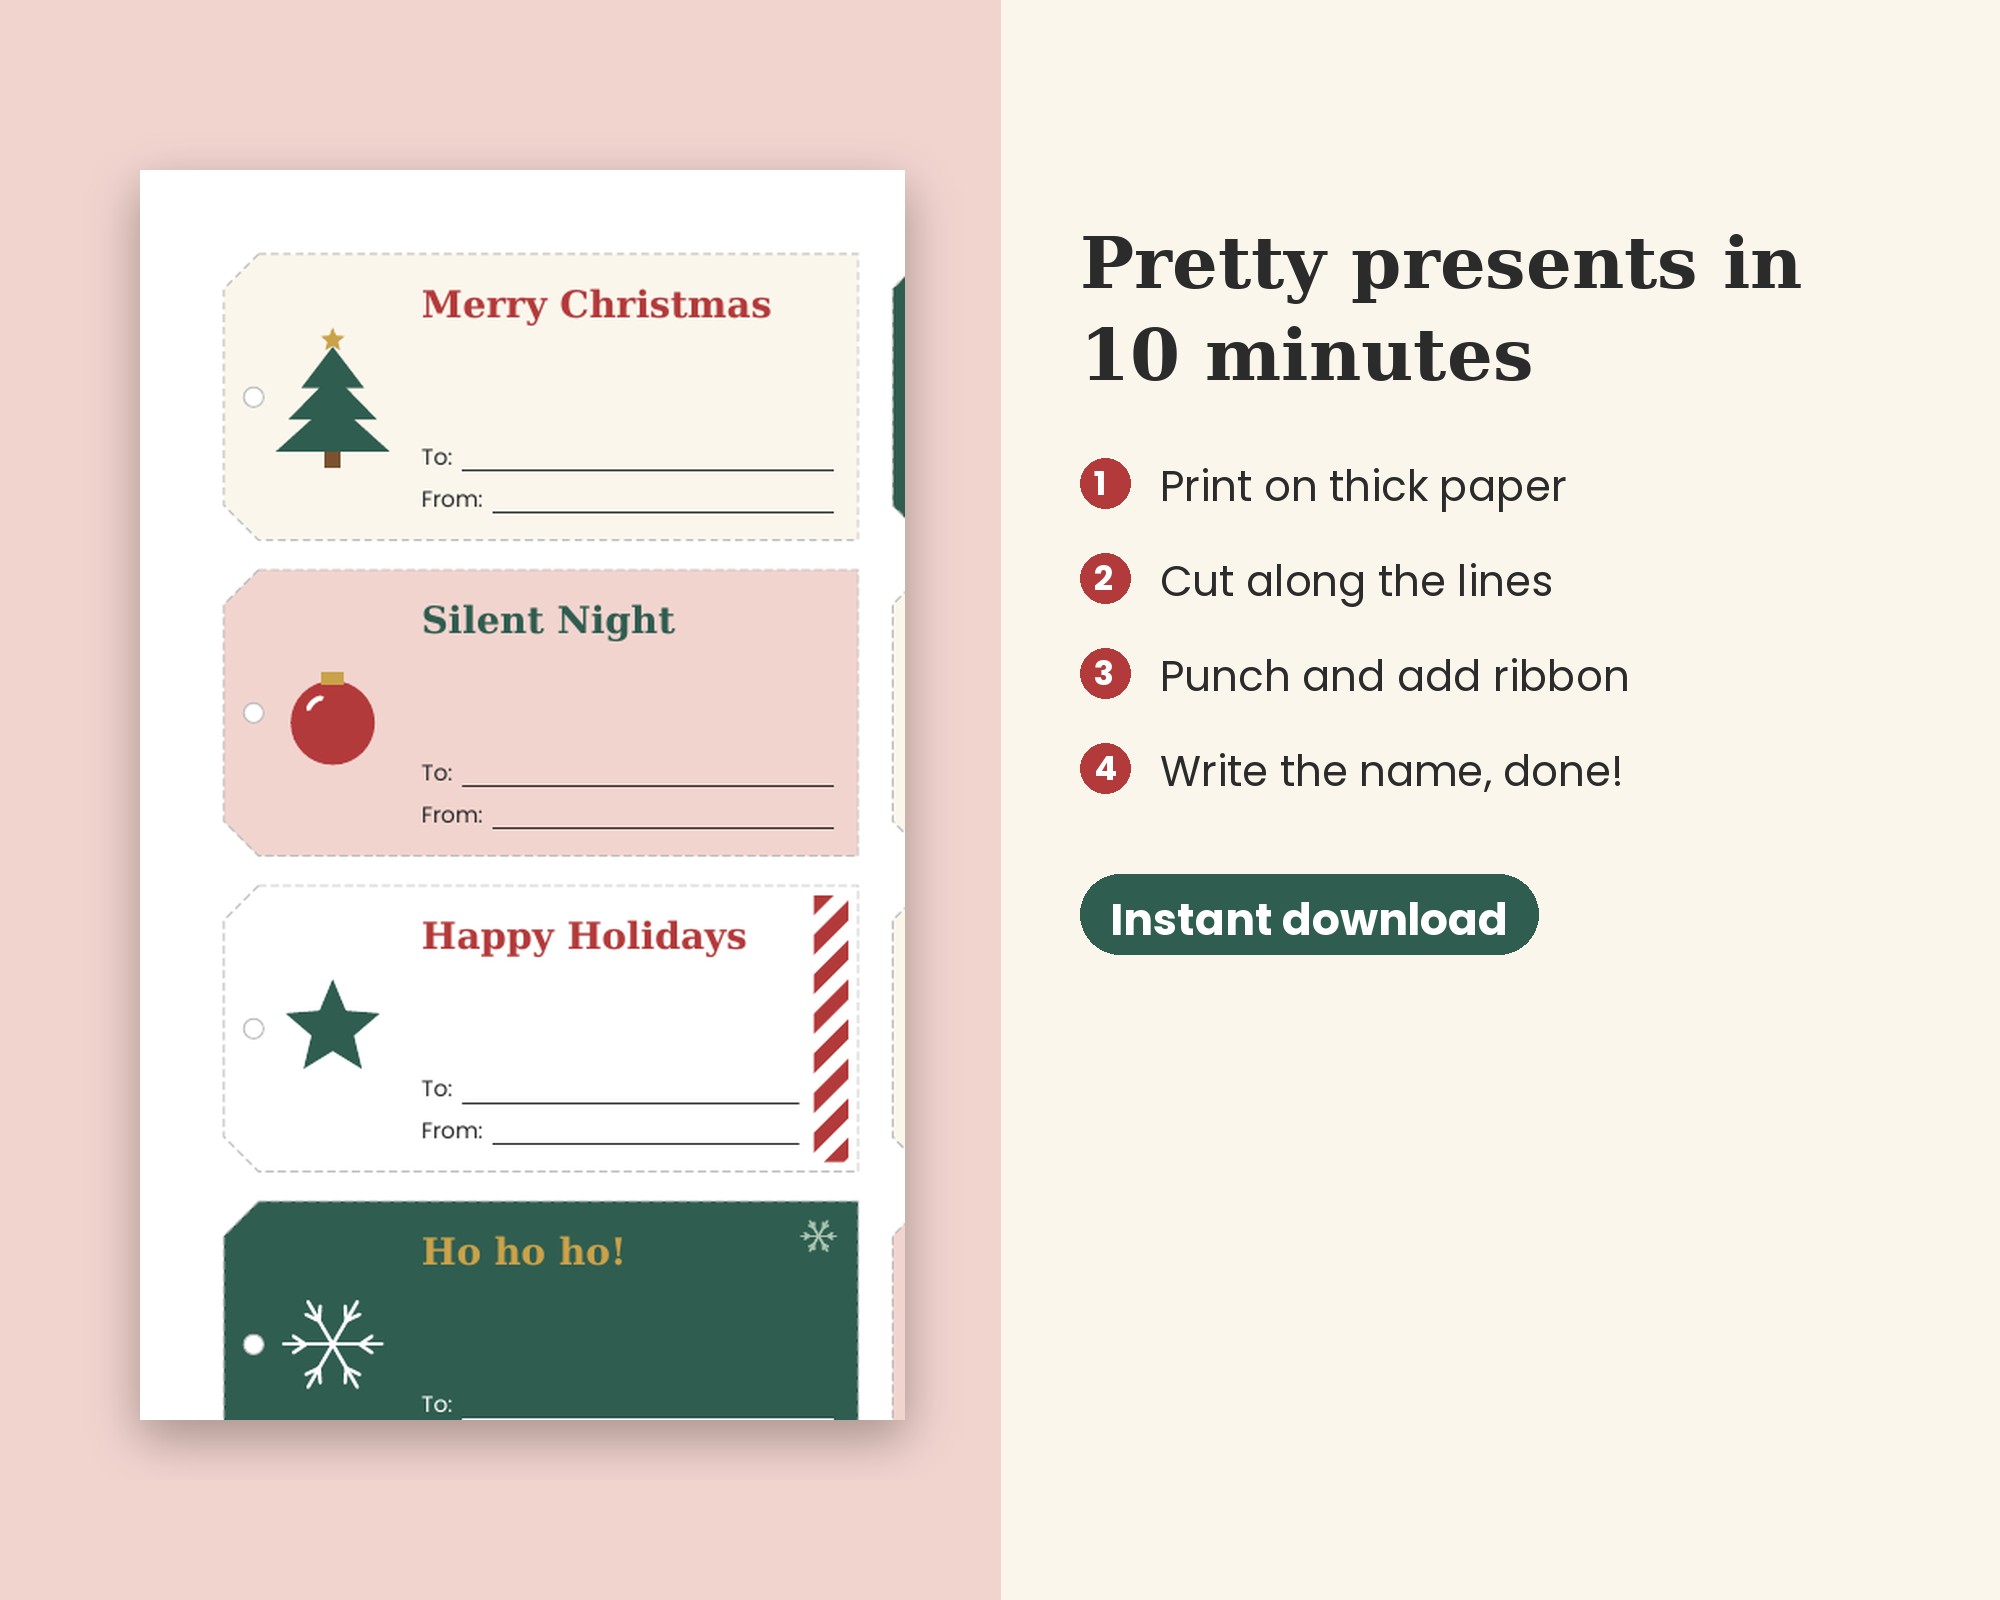 Merry Christmas
To:
From:
Silent Night
To:
From:
Happy Holidays
To:
From:
Ho ho ho!
To:
Pretty presents in
10 minutes
1 Print on thick paper
2 Cut along the lines
3 Punch and add ribbon
4 Write the name, done!
Instant download